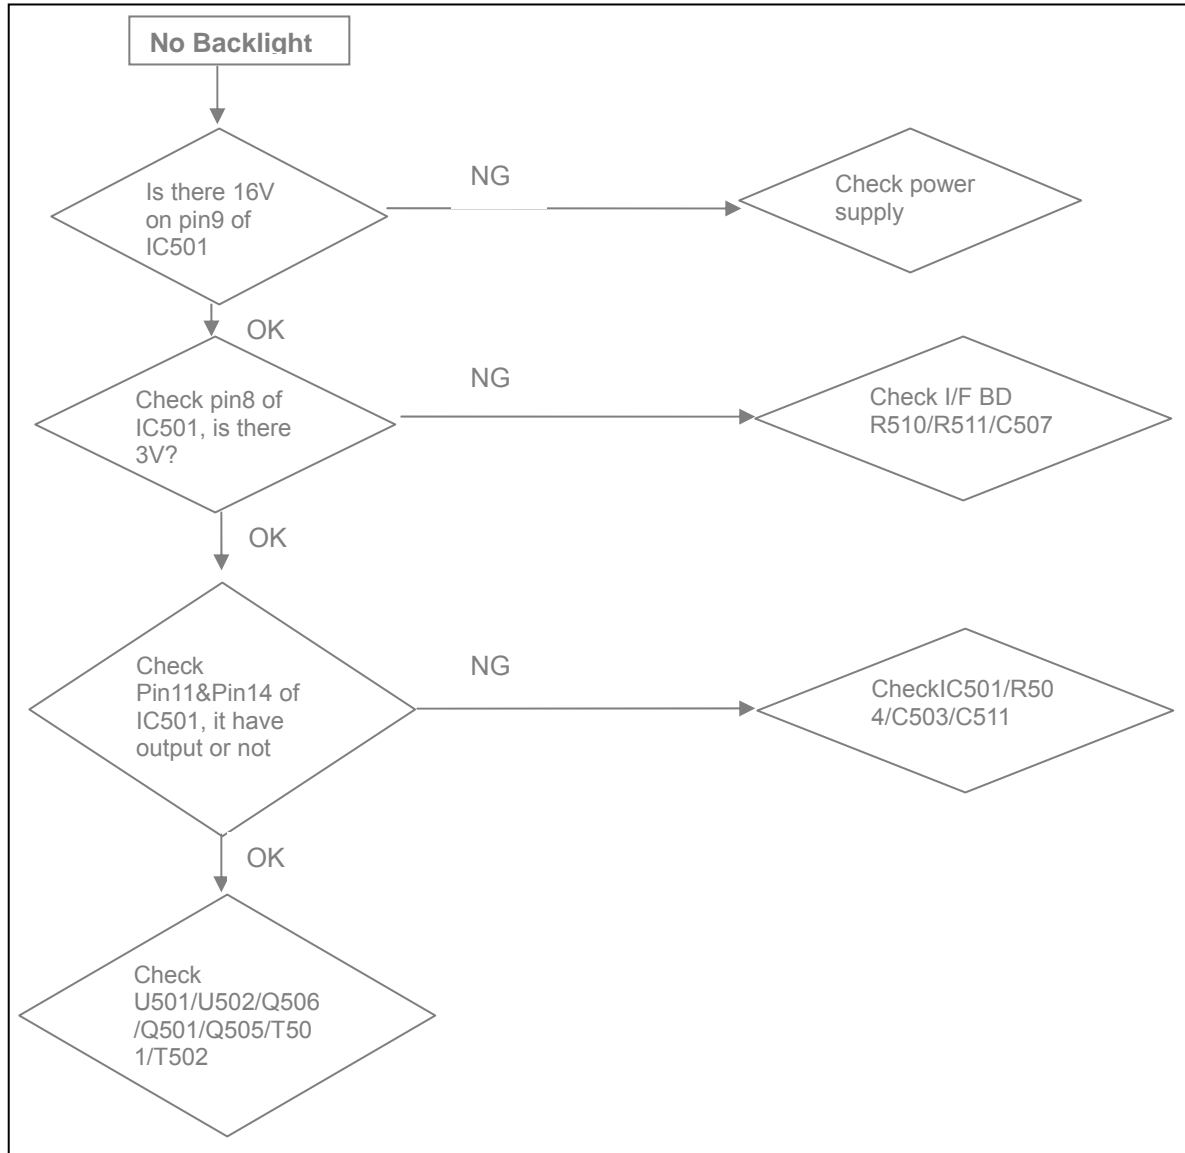 No Backlight
Is there 16V
on pin9 of
IC501
NG
Check power
supply
OK
Check pin8 of
IC501, is there
3V?
NG
Check I/F BD
R510/R511/C507
OK
Check
Pin11&Pin14 of
IC501, it have
output or not
NG
CheckIC501/R50
4/C503/C511
OK
Check
U501/U502/Q506
/Q501/Q505/T50
1/T502